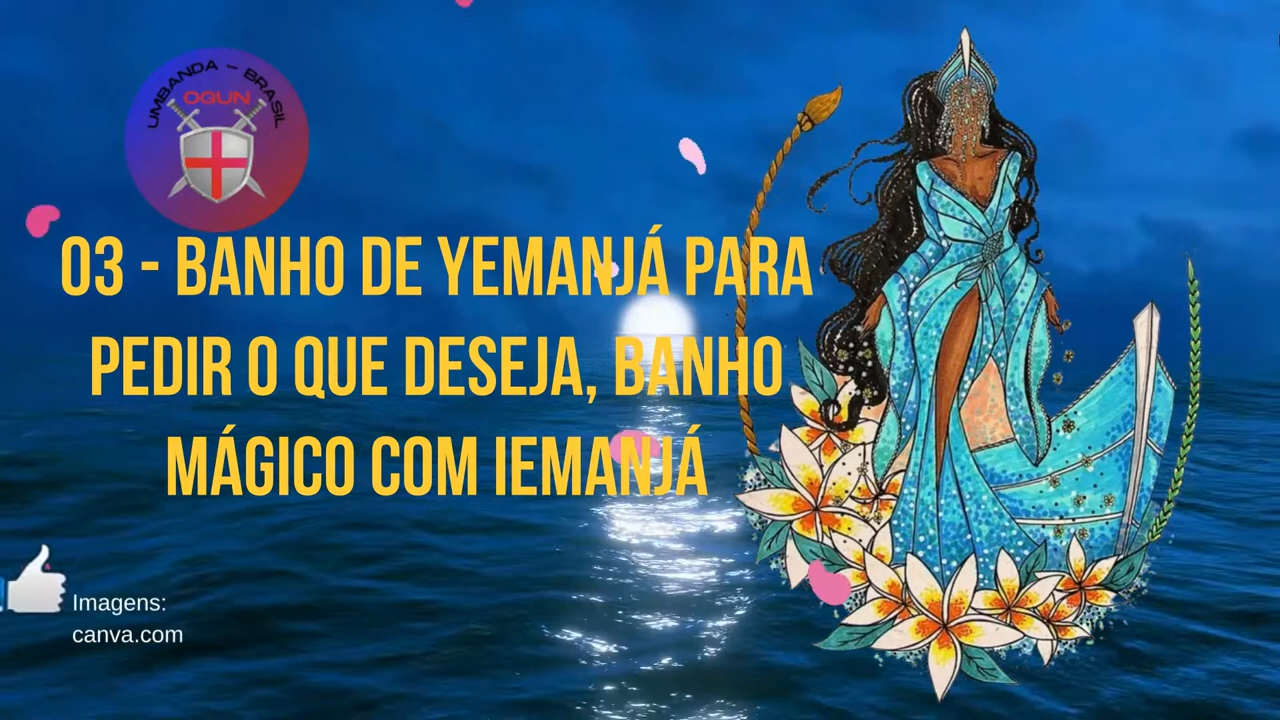 UMBANDA – BRASIL
OGUN
03 - BANHO DE YEMANJÁ PARA
PEDIR O QUE DESEJA, BANHO
MÁGICO COM IEMANJÁ
Imagens:
canva.com